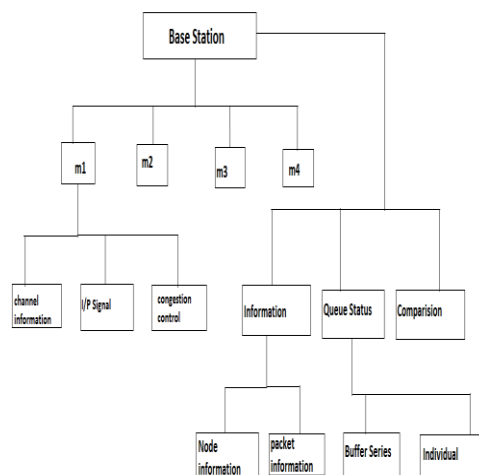 Base Station
m1
m2
m3
m4
channel
information
I/P Signal
congestion
control
Information
Queue Status
Comparision
Node
information
packet
information
Buffer Series
Individual